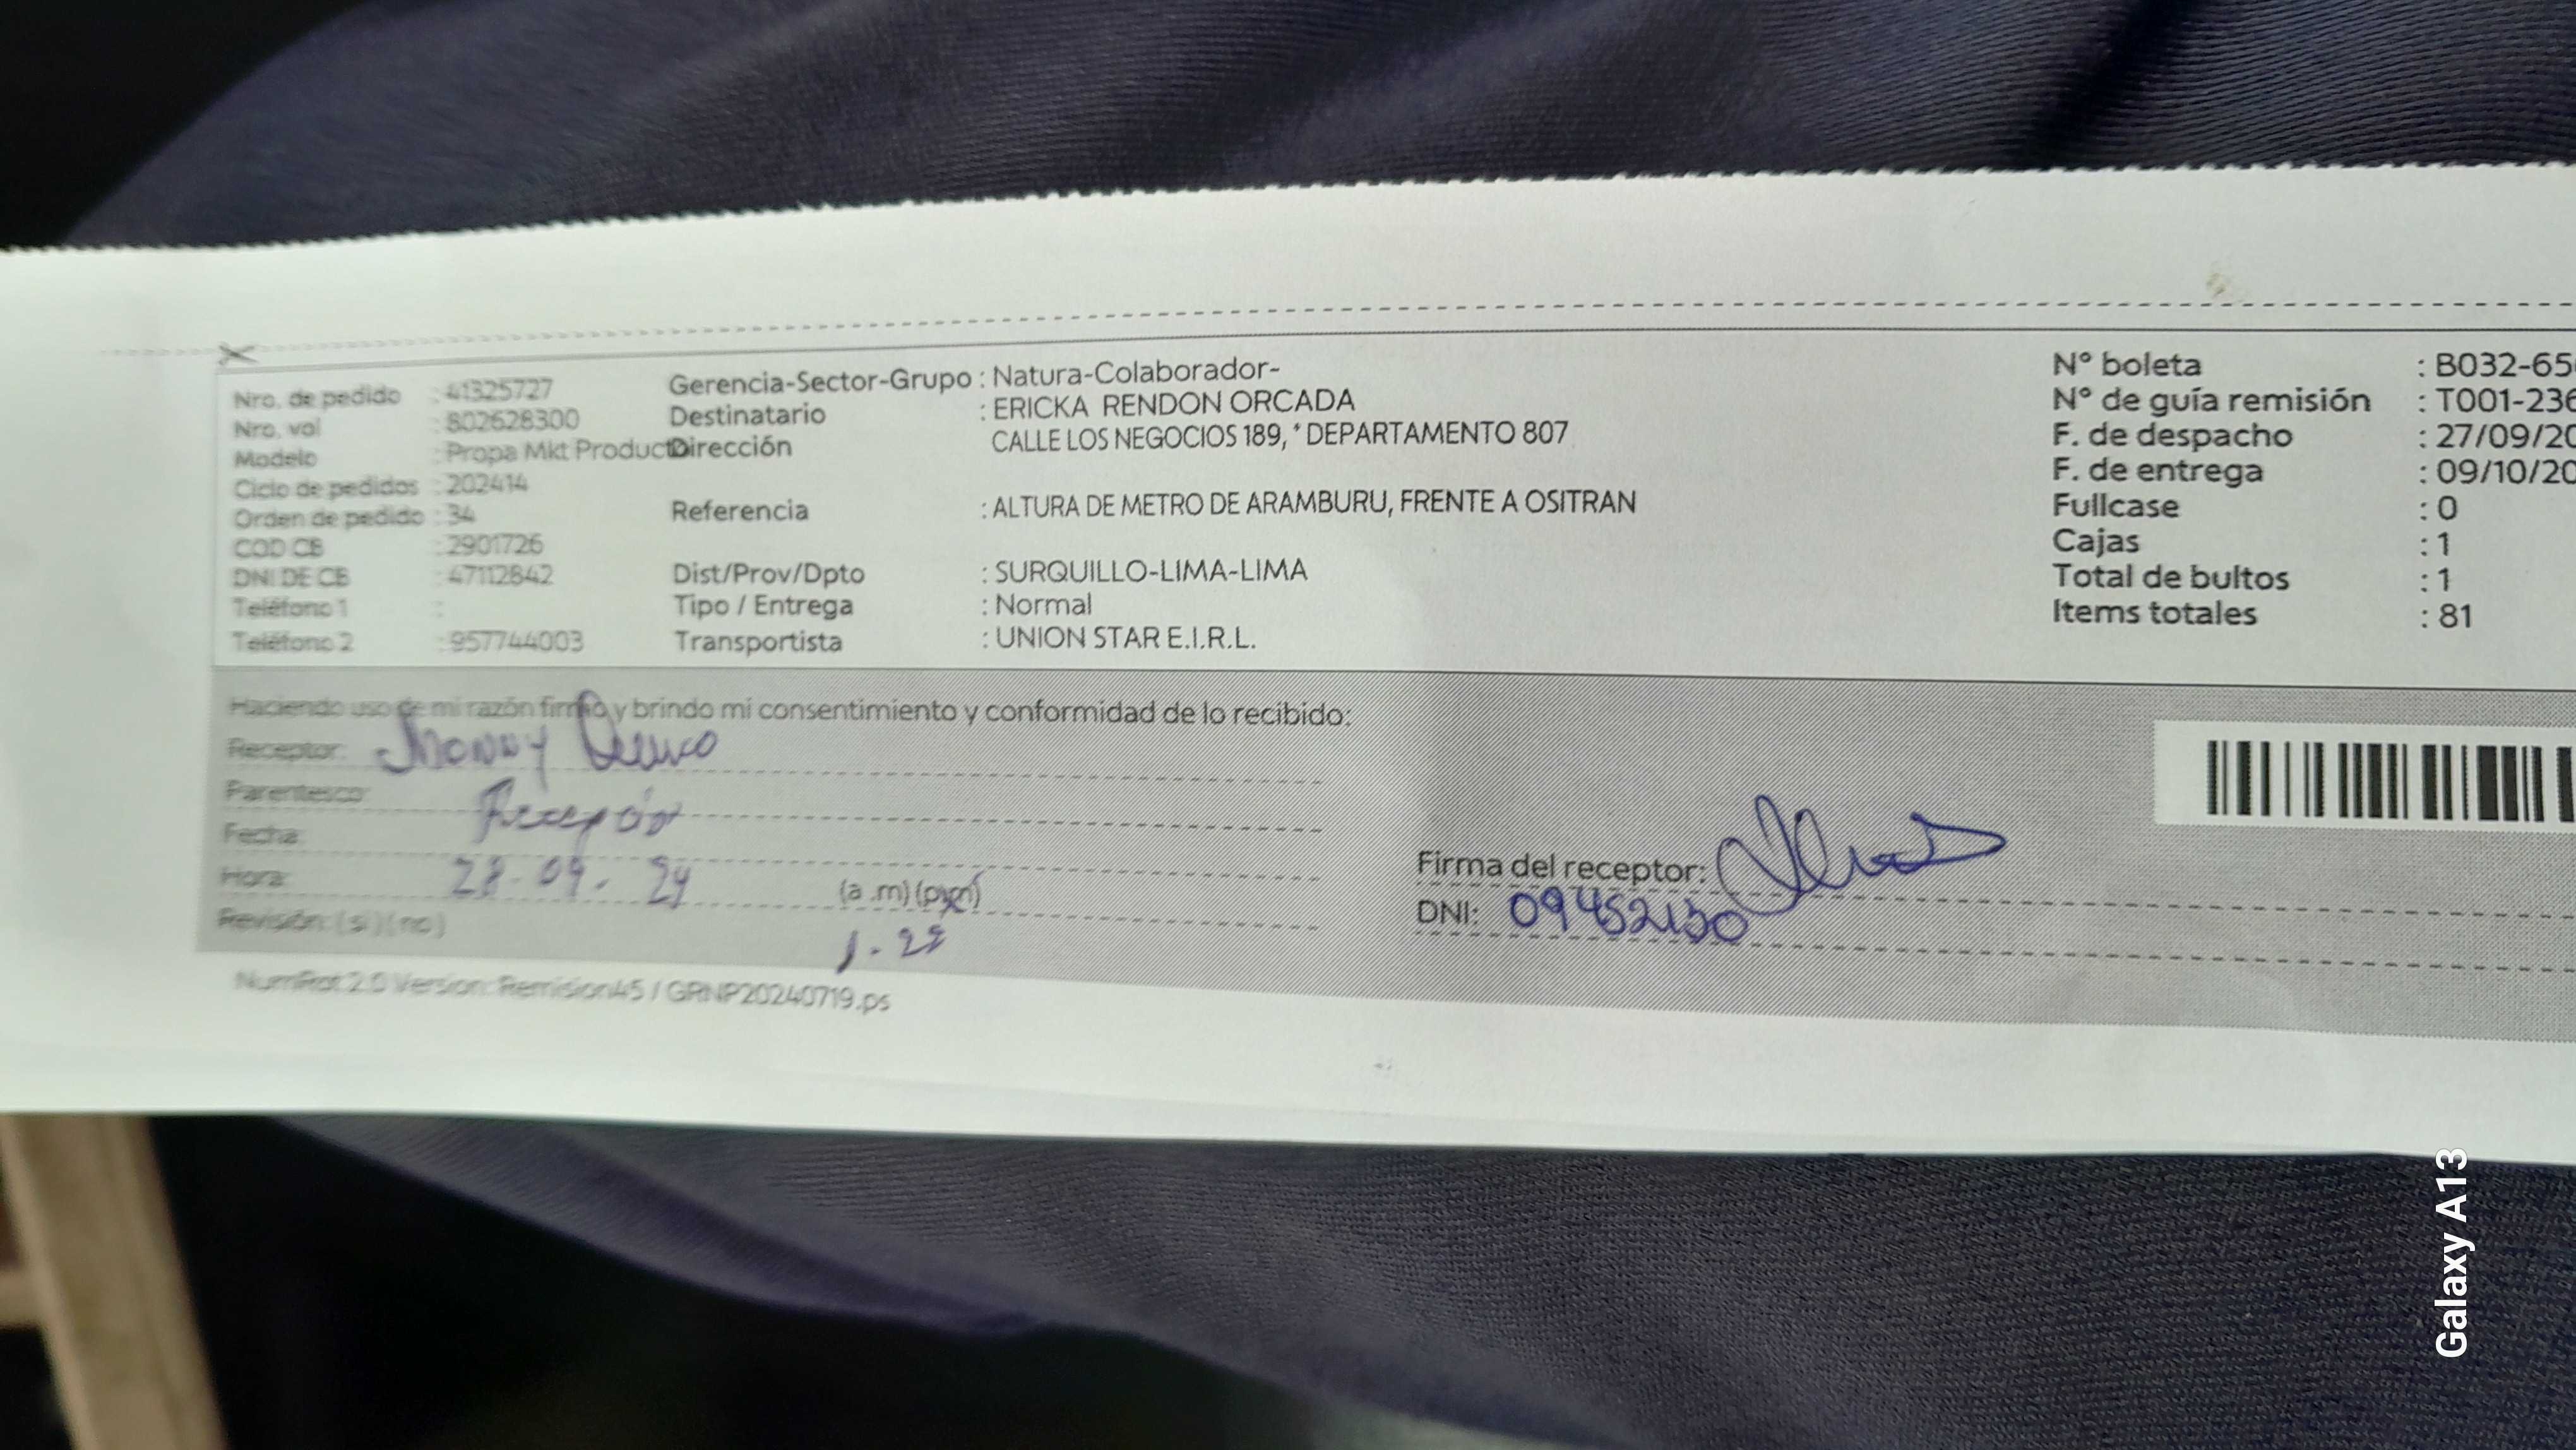 Nro. de pedido : 41325727
Nro. vol : 802628300
Modelo : Propa Mkt Producto
Ciclo de pedidos : 202414
Orden de pedido : 34
COD CB : 2901726
DNI DE CB : 47112842
Teléfono 1 :
Teléfono 2 : 957744003
Gerencia-Sector-Grupo : Natura-Colaborador-
Destinatario : ERICKA RENDON ORCADA
Dirección CALLE LOS NEGOCIOS 189, * DEPARTAMENTO 807
Referencia : ALTURA DE METRO DE ARAMBURU, FRENTE A OSITRAN
Dist/Prov/Dpto : SURQUILLO-LIMA-LIMA
Tipo / Entrega : Normal
Transportista : UNION STAR E.I.R.L.
N° boleta : B032-65
N° de guía remisión : T001-236
F. de despacho : 27/09/20
F. de entrega : 09/10/20
Fullcase : 0
Cajas : 1
Total de bultos : 1
Items totales : 81
Haciendo uso de mi razón firmo y brindo mi consentimiento y conformidad de lo recibido:
Receptor: Jhonny
Parentesco: Recepción
Fecha:
Hora: 28-09-24 (a .m) (p.m)
Revisión: (si) (no)
Firma del receptor:
DNI: 09452130
NumRot 2.0 Version: Remision45 / GRNP20240719.ps
Galaxy A13